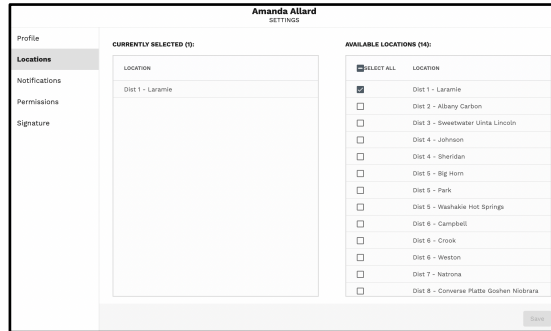 Amanda Allard
SETTINGS
Profile
Locations
Notifications
Permissions
Signature
CURRENTLY SELECTED (1):
LOCATION
Dist 1 - Laramie
AVAILABLE LOCATIONS (14):
SELECT ALL LOCATION
Dist 1 - Laramie
Dist 2 - Albany Carbon
Dist 3 - Sweetwater Uinta Lincoln
Dist 4 - Johnson
Dist 4 - Sheridan
Dist 5 - Big Horn
Dist 5 - Park
Dist 5 - Washakie Hot Springs
Dist 6 - Campbell
Dist 6 - Crook
Dist 6 - Weston
Dist 7 - Natrona
Dist 8 - Converse Platte Goshen Niobrara
Save